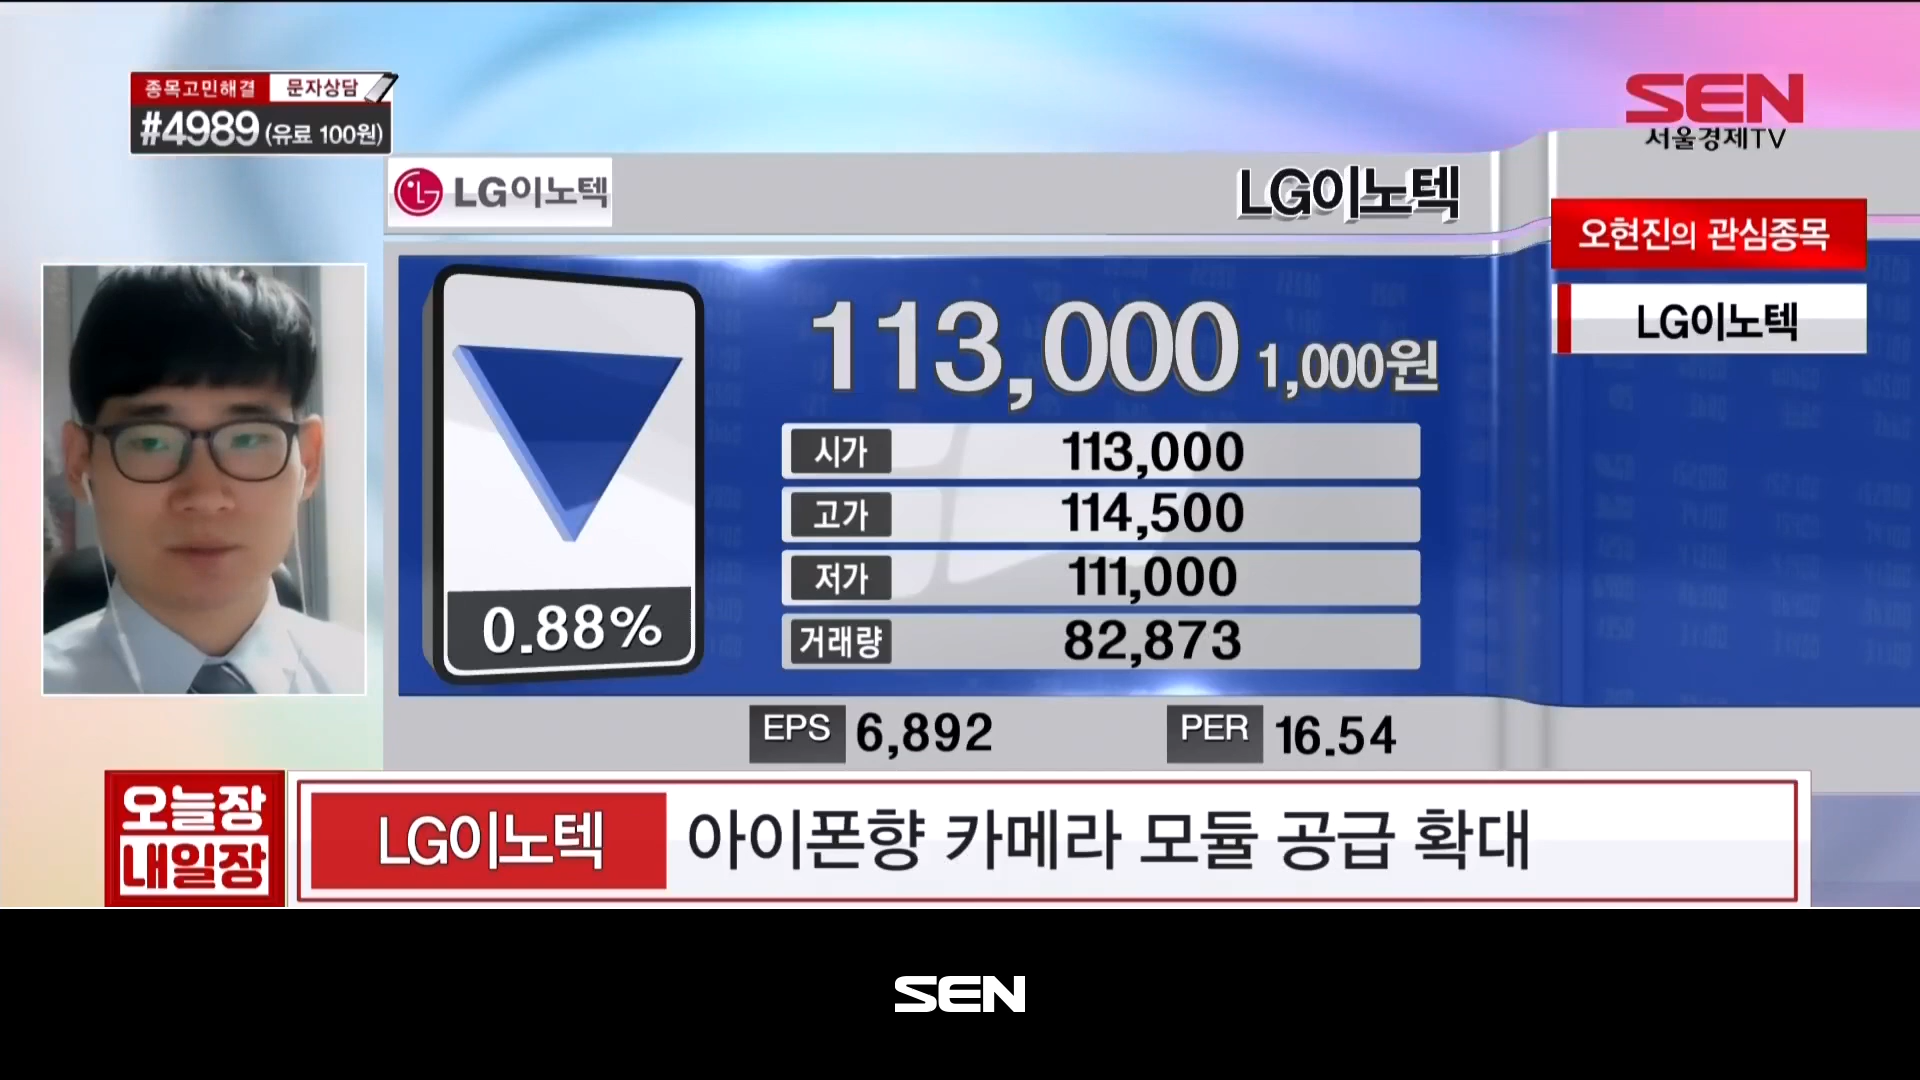 종목고민해결 문자상담
#4989 (유료 100원)
SEN
서울경제TV
LG이노텍
LG이노텍
오현진의 관심종목
LG이노텍
113,000 1,000원
시가 113,000
고가 114,500
저가 111,000
거래량 82,873
0.88%
EPS 6,892 PER 16.54
오늘장
내일장
LG이노텍 아이폰향 카메라 모듈 공급 확대
SEN